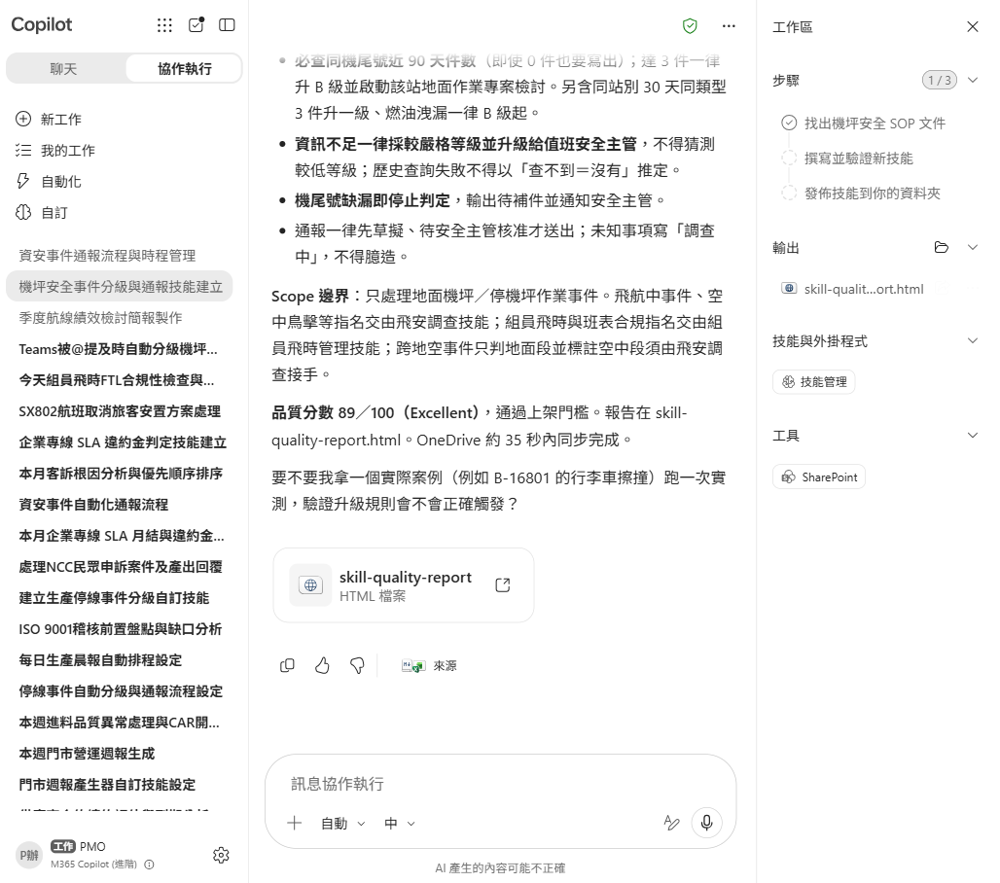 Copilot
聊天
協作執行
新工作
我的工作
自動化
自訂
資安事件通報流程與時程管理
機坪安全事件分級與通報技能建立
季度航線績效檢討簡報製作
Teams被@提及時自動分級機坪...
今天組員飛時FTL合規性檢查與...
SX802航班取消旅客安置方案處理
企業專線 SLA 違約金判定技能建立
本月客訴根因分析與優先順序排序
資安事件自動化通報流程
本月企業專線 SLA 月結與違約金...
處理NCC民眾申訴案件及產出回覆
建立生產停線事件分級自訂技能
ISO 9001稽核前置盤點與缺口分析
每日生產晨報自動排程設定
停線事件自動分級與通報流程設定
本週進料品質異常處理與CAR開...
本週門市營運週報生成
門市週報產生器自訂技能設定
P辦
工作 PMO
M365 Copilot (進階)
• 必查同機尾號近 90 天件數（即使 0 件也要寫出）；達 3 件一律
升 B 級並啟動該站地面作業專案檢討。另含同站別 30 天同類型
3 件升一級、燃油洩漏一律 B 級起。
• 資訊不足一律採較嚴格等級並升級給值班安全主管，不得猜測
較低等級；歷史查詢失敗不得以「查不到＝沒有」推定。
• 機尾號缺漏即停止判定，輸出待補件並通知安全主管。
• 通報一律先草擬、待安全主管核准才送出；未知事項寫「調查
中」，不得臆造。
Scope 邊界：只處理地面機坪／停機坪作業事件。飛航中事件、空
中鳥擊等指名交由飛安調查技能；組員飛時與班表合規指名交由組
員飛時管理技能；跨地空事件只判地面段並標註空中段須由飛安調
查接手。
品質分數 89／100（Excellent），通過上架門檻。報告在 skill-
quality-report.html。OneDrive 約 35 秒內同步完成。
要不要我拿一個實際案例（例如 B-16801 的行李車擦撞）跑一次實
測，驗證升級規則會不會正確觸發？
skill-quality-report
HTML 檔案
來源
訊息協作執行
自動
中
AI 產生的內容可能不正確
工作區
步驟
1 / 3
找出機坪安全 SOP 文件
撰寫並驗證新技能
發佈技能到你的資料夾
輸出
skill-qualit...ort.html
技能與外掛程式
技能管理
工具
SharePoint